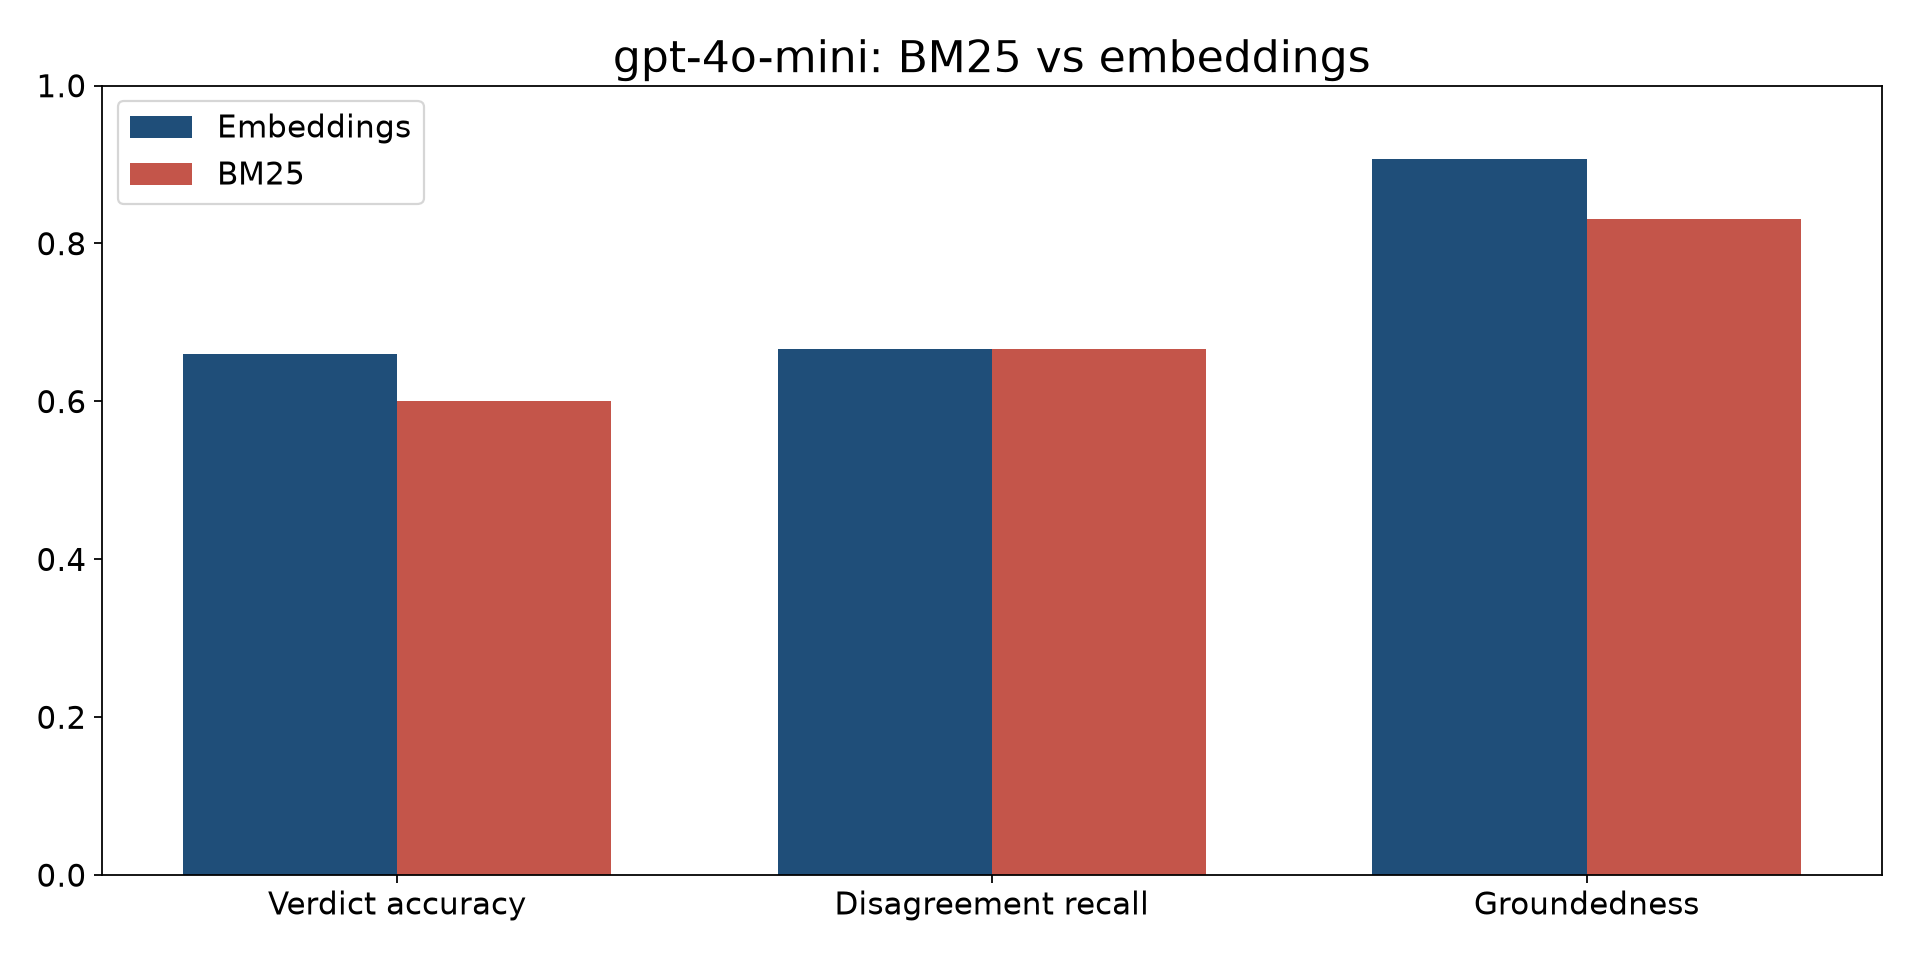 gpt-4o-mini: BM25 vs embeddings
1.0
0.8
0.6
0.4
0.2
0.0
Embeddings
BM25
Verdict accuracy
Disagreement recall
Groundedness